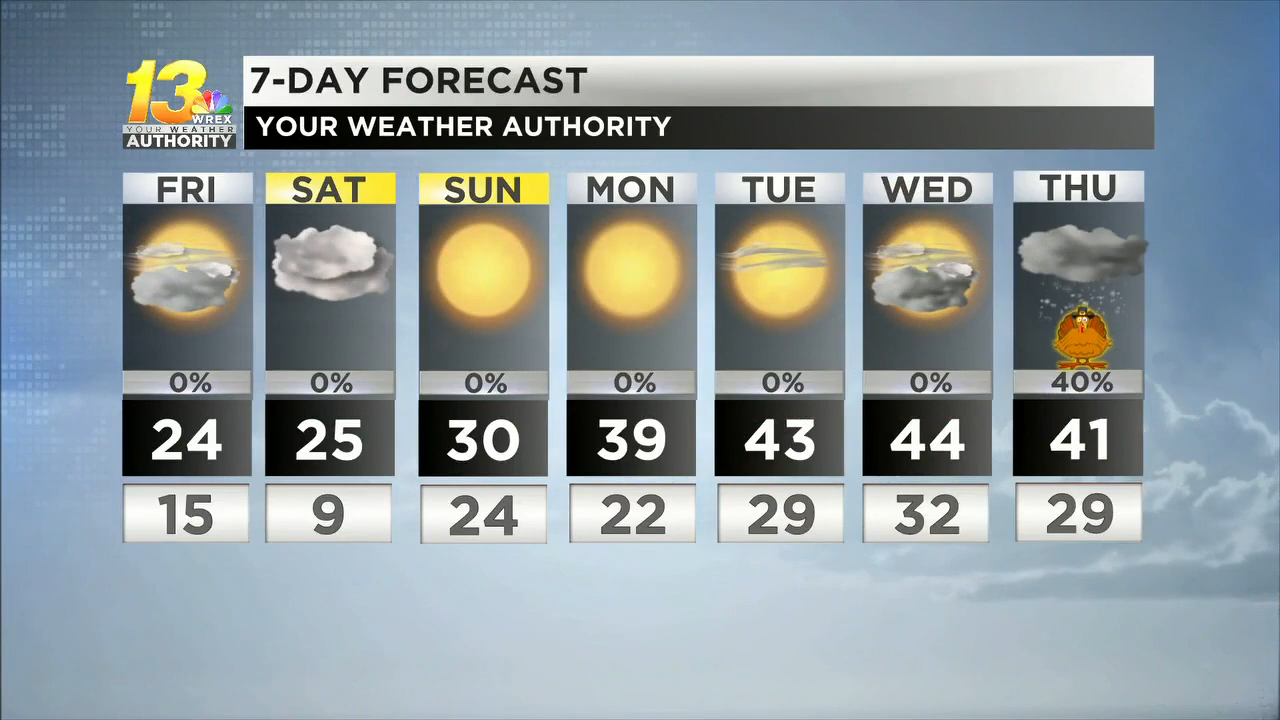 13
WREX
YOUR WEATHER
AUTHORITY
7-DAY FORECAST
YOUR WEATHER AUTHORITY
FRI SAT SUN MON TUE WED THU
0% 0% 0% 0% 0% 0% 40%
24 25 30 39 43 44 41
15 9 24 22 29 32 29